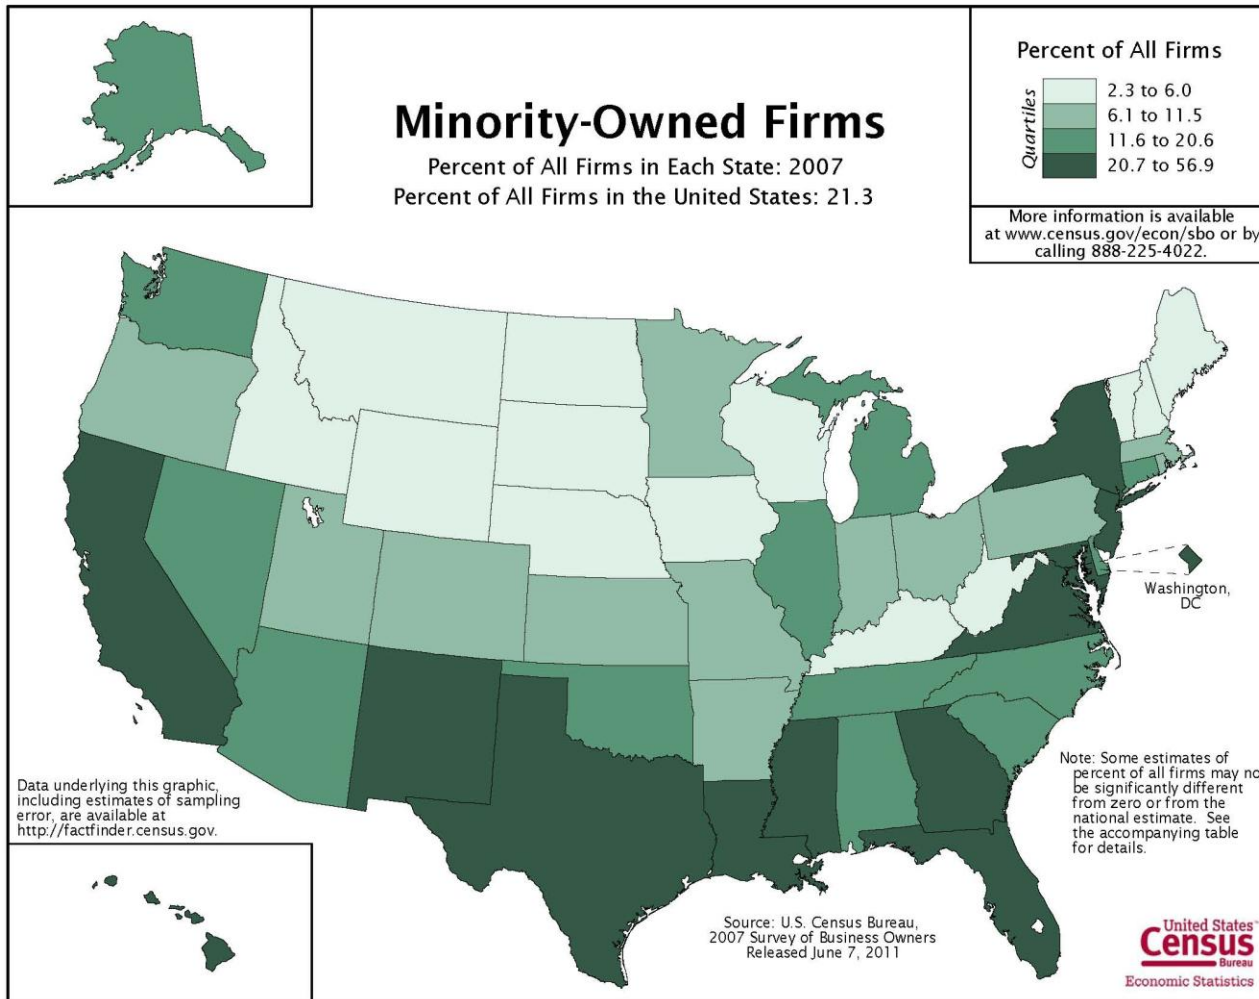 Minority-Owned Firms
Percent of All Firms in Each State: 2007
Percent of All Firms in the United States: 21.3
Percent of All Firms
Quartiles
2.3 to 6.0
6.1 to 11.5
11.6 to 20.6
20.7 to 56.9
More information is available
at www.census.gov/econ/sbo or by
calling 888-225-4022.
Washington,
DC
Data underlying this graphic,
including estimates of sampling
error, are available at
http://factfinder.census.gov.
Note: Some estimates of
percent of all firms may no
be significantly different
from zero or from the
national estimate. See
the accompanying table
for details.
Source: U.S. Census Bureau,
2007 Survey of Business Owners
Released June 7, 2011
United States™
Census
Bureau
Economic Statistics